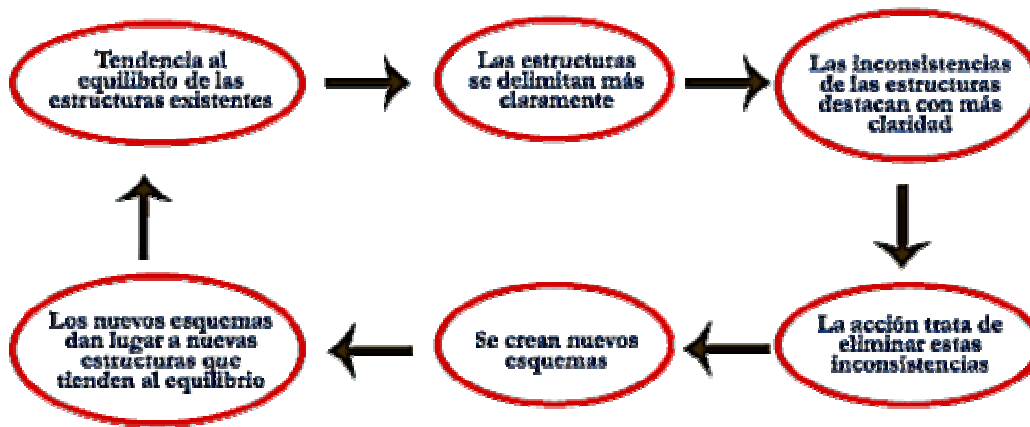 Tendencia al
equilibrio de las
estructuras existentes
Las estructuras
se delimitan más
claramente
Las inconsistencias
de las estructuras
destacan con más
claridad
La acción trata de
eliminar estas
inconsistencias
Se crean nuevos
esquemas
Los nuevos esquemas
dan lugar a nuevas
estructuras que
tienden al equilibrio